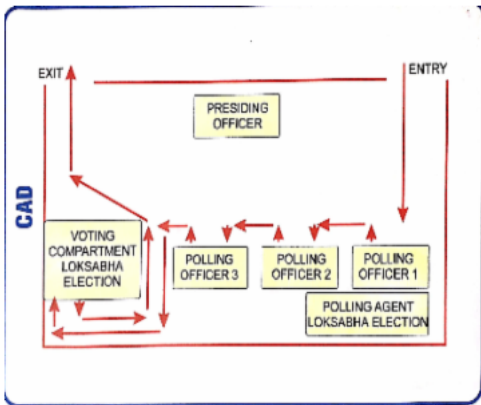 EXIT
ENTRY
PRESIDING
OFFICER
CAD
VOTING
COMPARTMENT
LOKSABHA
ELECTION
POLLING
OFFICER 3
POLLING
OFFICER 2
POLLING
OFFICER 1
POLLING AGENT
LOKSABHA ELECTION